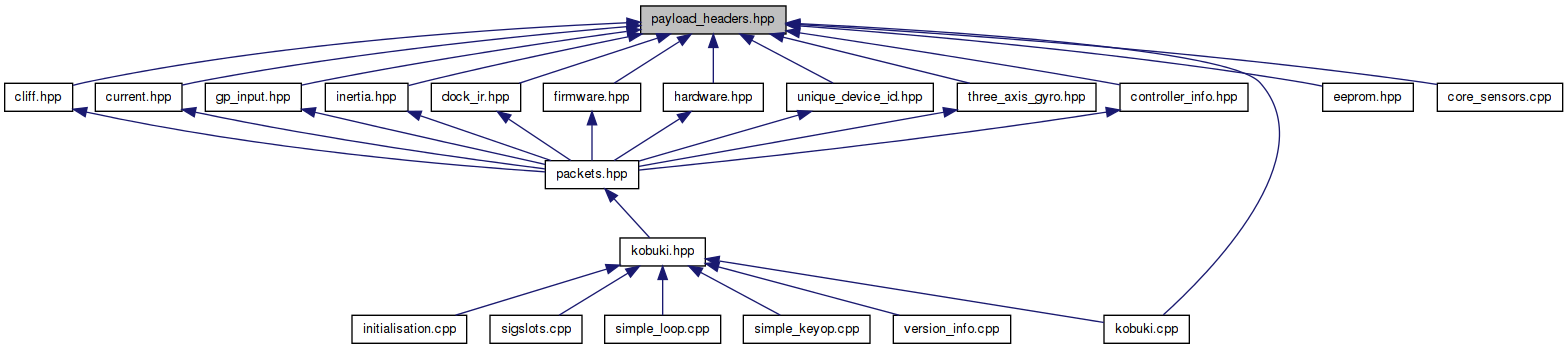 payload_headers.hpp
cliff.hpp
current.hpp
gp_input.hpp
inertia.hpp
dock_ir.hpp
firmware.hpp
hardware.hpp
unique_device_id.hpp
three_axis_gyro.hpp
controller_info.hpp
eeprom.hpp
core_sensors.cpp
packets.hpp
kobuki.hpp
initialisation.cpp
sigslots.cpp
simple_loop.cpp
simple_keyop.cpp
version_info.cpp
kobuki.cpp